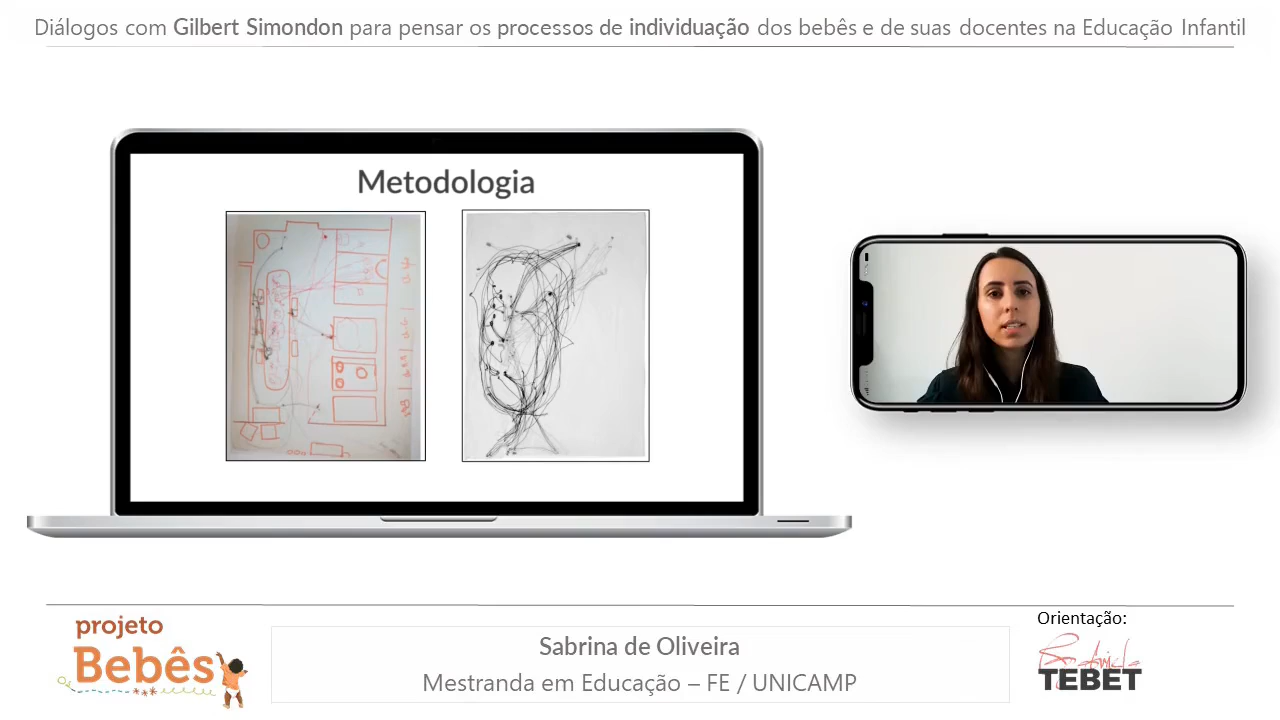 Diálogos com Gilbert Simondon para pensar os processos de individuação dos bebês e de suas docentes na Educação Infantil
Metodologia
projeto
Bebês
Sabrina de Oliveira
Mestranda em Educação – FE / UNICAMP
Orientação:
TEBET